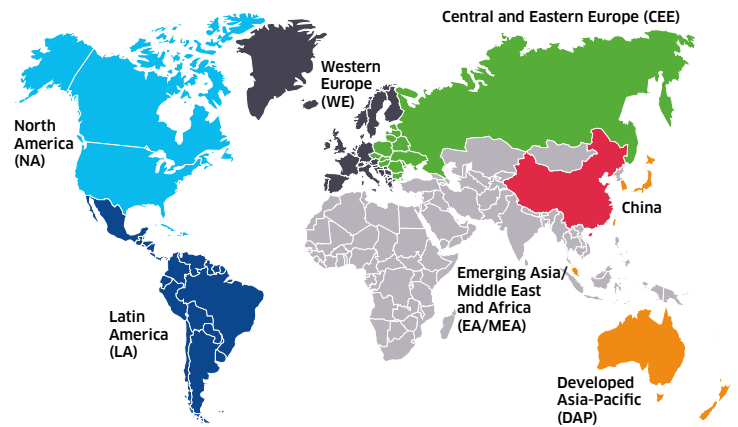 Central and Eastern Europe (CEE)
Western
Europe
(WE)
North
America
(NA)
China
Emerging Asia/
Middle East
and Africa
(EA/MEA)
Latin
America
(LA)
Developed
Asia-Pacific
(DAP)